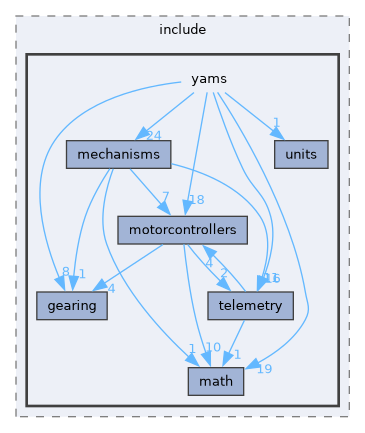 include
yams
24
1
mechanisms
units
7
18
motorcontrollers
8
1
4
4
2
16
gearing
telemetry
1
10
1
19
math